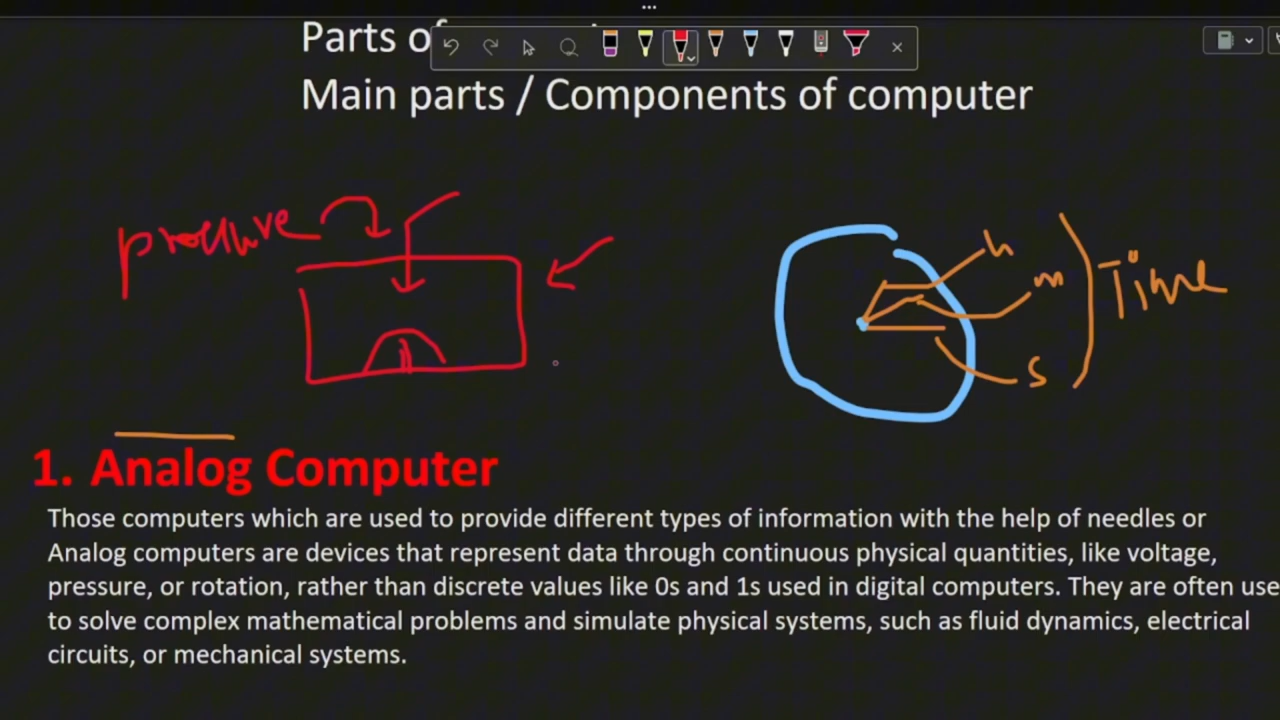 Parts of
Main parts / Components of computer
pressure
h
m
s
Time
1. Analog Computer
Those computers which are used to provide different types of information with the help of needles or
Analog computers are devices that represent data through continuous physical quantities, like voltage,
pressure, or rotation, rather than discrete values like 0s and 1s used in digital computers. They are often use
to solve complex mathematical problems and simulate physical systems, such as fluid dynamics, electrical
circuits, or mechanical systems.